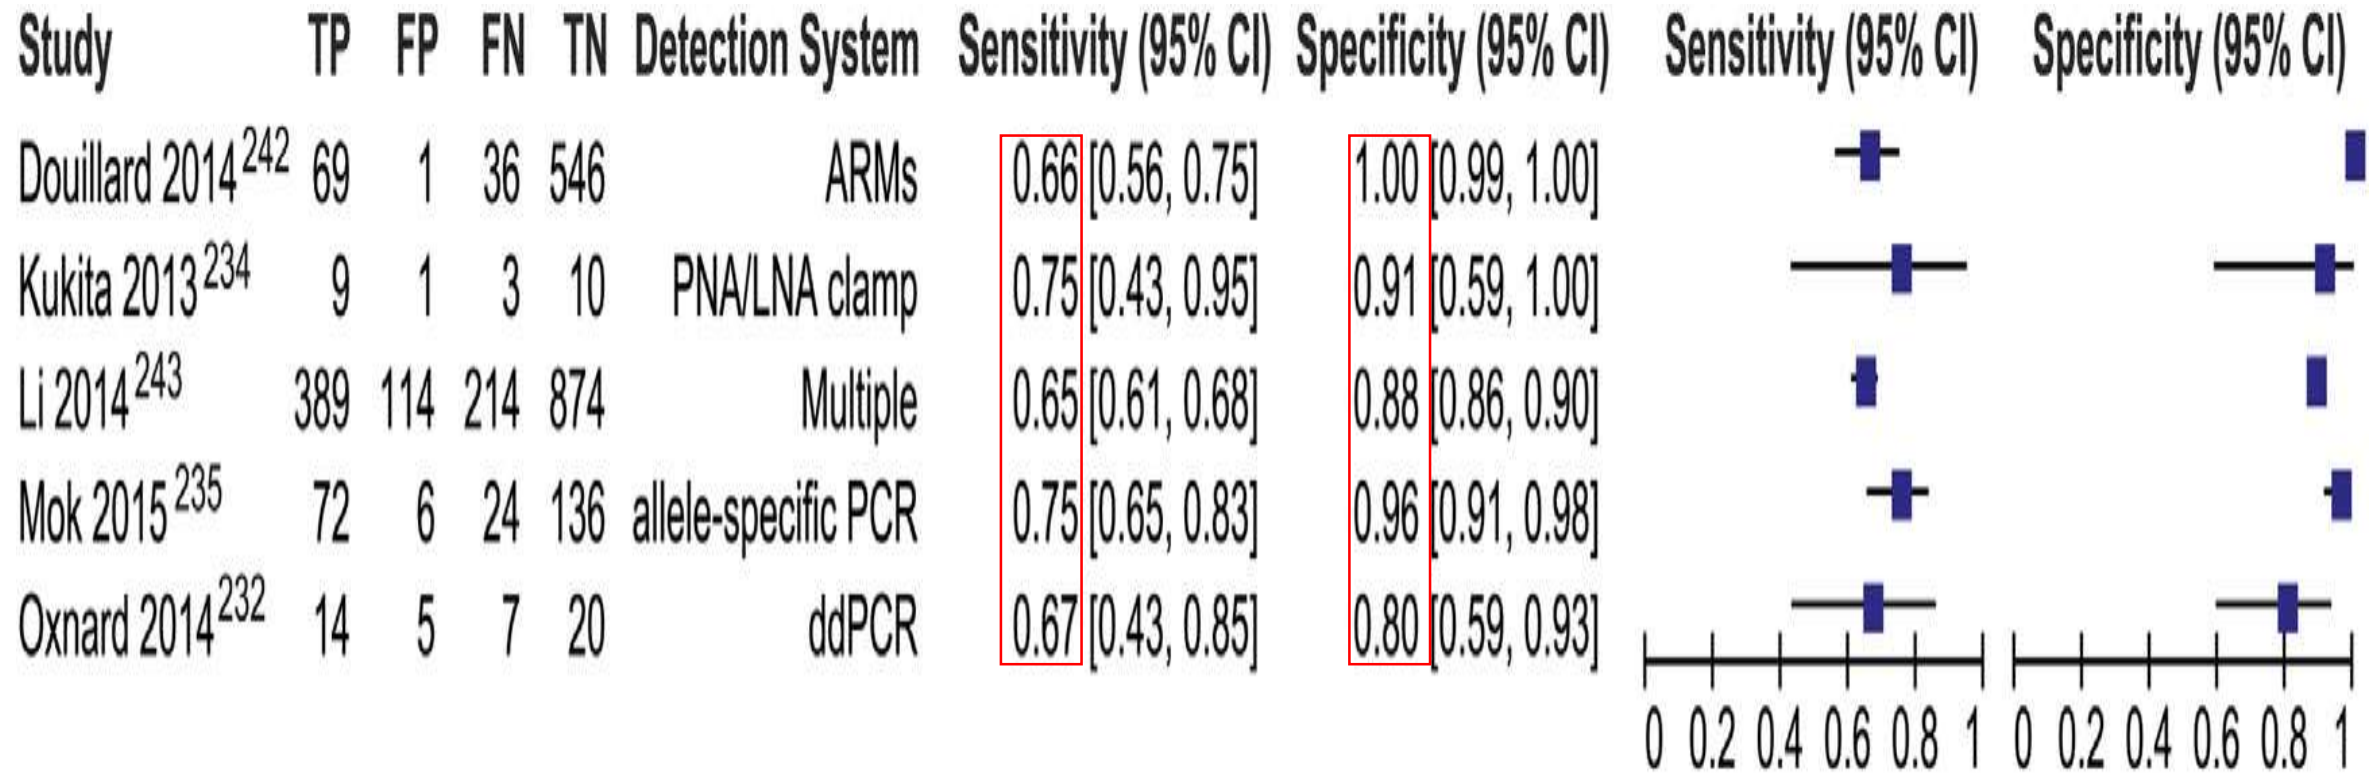 Study TP FP FN TN Detection System Sensitivity (95% CI) Specificity (95% CI) Sensitivity (95% CI) Specificity (95% CI)
Douillard 2014 242 69 1 36 546 ARMs 0.66 [0.56, 0.75] 1.00 [0.99, 1.00]
Kukita 2013 234 9 1 3 10 PNA/LNA clamp 0.75 [0.43, 0.95] 0.91 [0.59, 1.00]
Li 2014 243 389 114 214 874 Multiple 0.65 [0.61, 0.68] 0.88 [0.86, 0.90]
Mok 2015 235 72 6 24 136 allele-specific PCR 0.75 [0.65, 0.83] 0.96 [0.91, 0.98]
Oxnard 2014 232 14 5 7 20 ddPCR 0.67 [0.43, 0.85] 0.80 [0.59, 0.93]
0 0.2 0.4 0.6 0.8 1 0 0.2 0.4 0.6 0.8 1